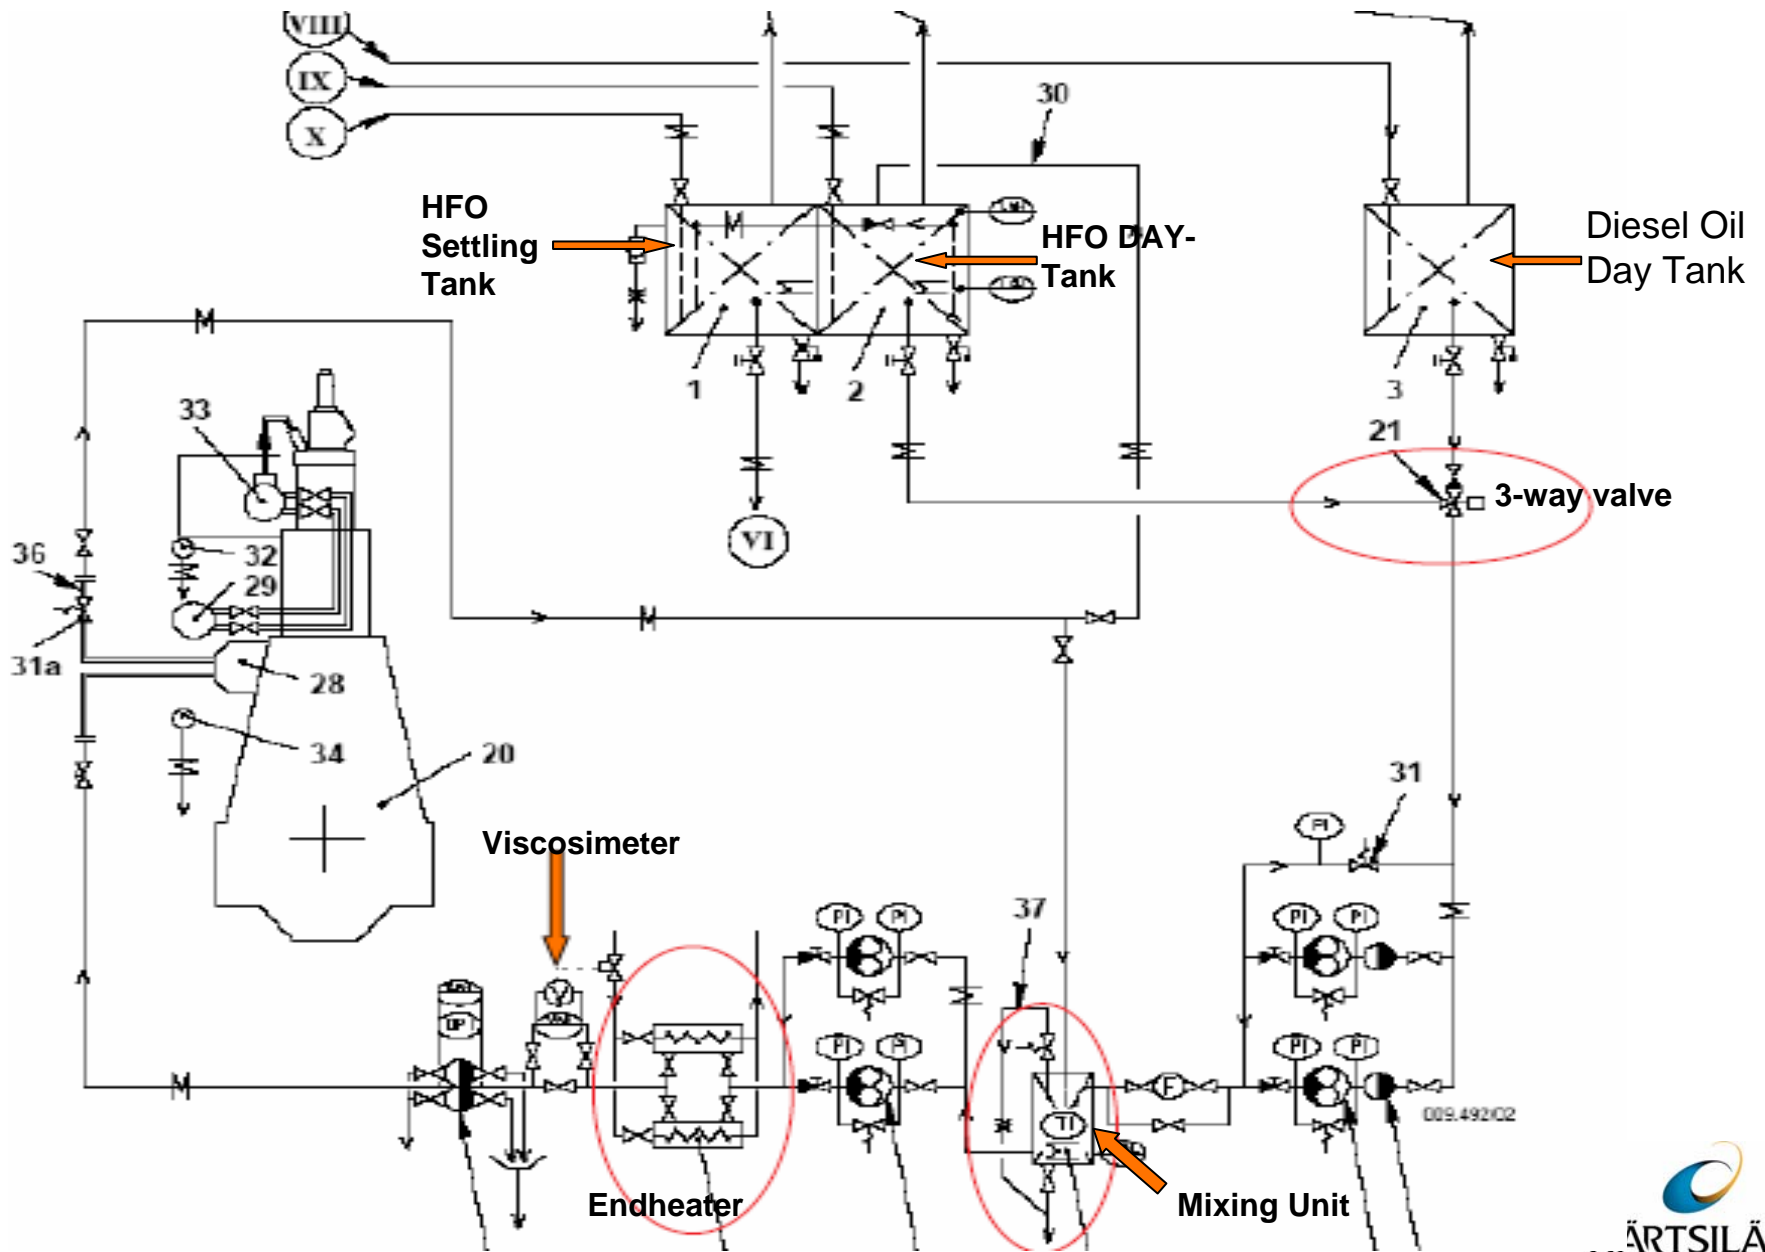 VIII
IX
X
30
HFO
Settling
Tank
HFO DAY-
Tank
Diesel Oil
Day Tank
1
2
3
21
3-way valve
VI
33
36
32
29
31a
28
34
20
31
PI
Viscosimeter
37
PI
PI
PI
PI
V
DPI
PI
PI
PI
PI
F
TI
009.492/02
Endheater
Mixing Unit
ÄRTSILÄ